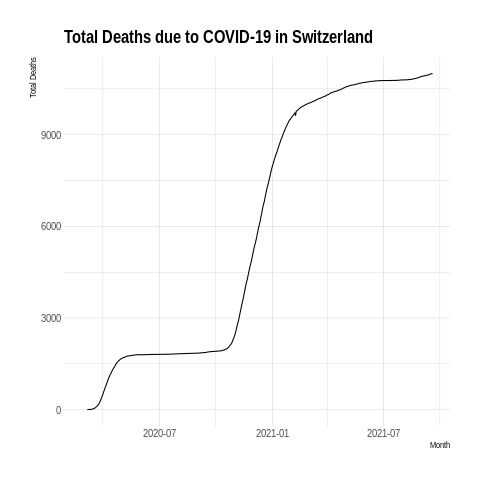 Total Deaths due to COVID-19 in Switzerland
Total Deaths
9000
6000
3000
0
2020-07 2021-01 2021-07
Month